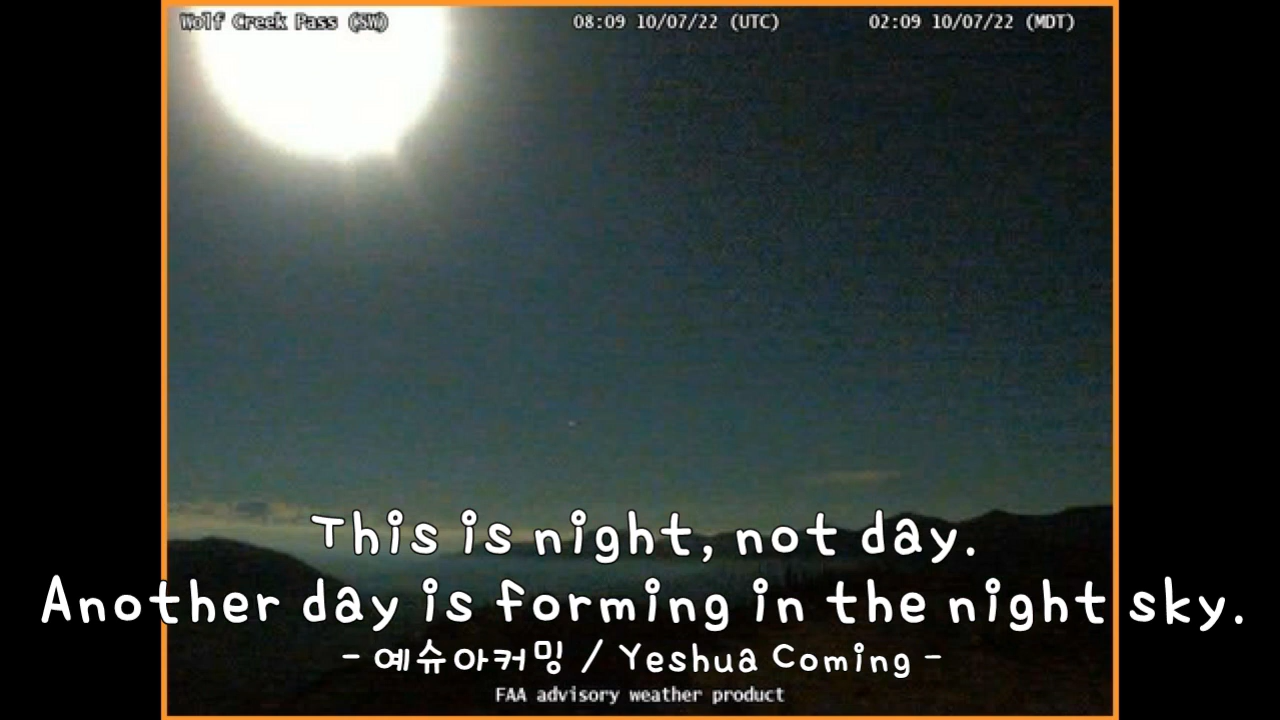 Wolf Creek Pass (SW) 08:09 10/07/22 (UTC) 02:09 10/07/22 (MDT)
This is night, not day.
Another day is forming in the night sky.
- 예슈아커밍 / Yeshua Coming -
FAA advisory weather product